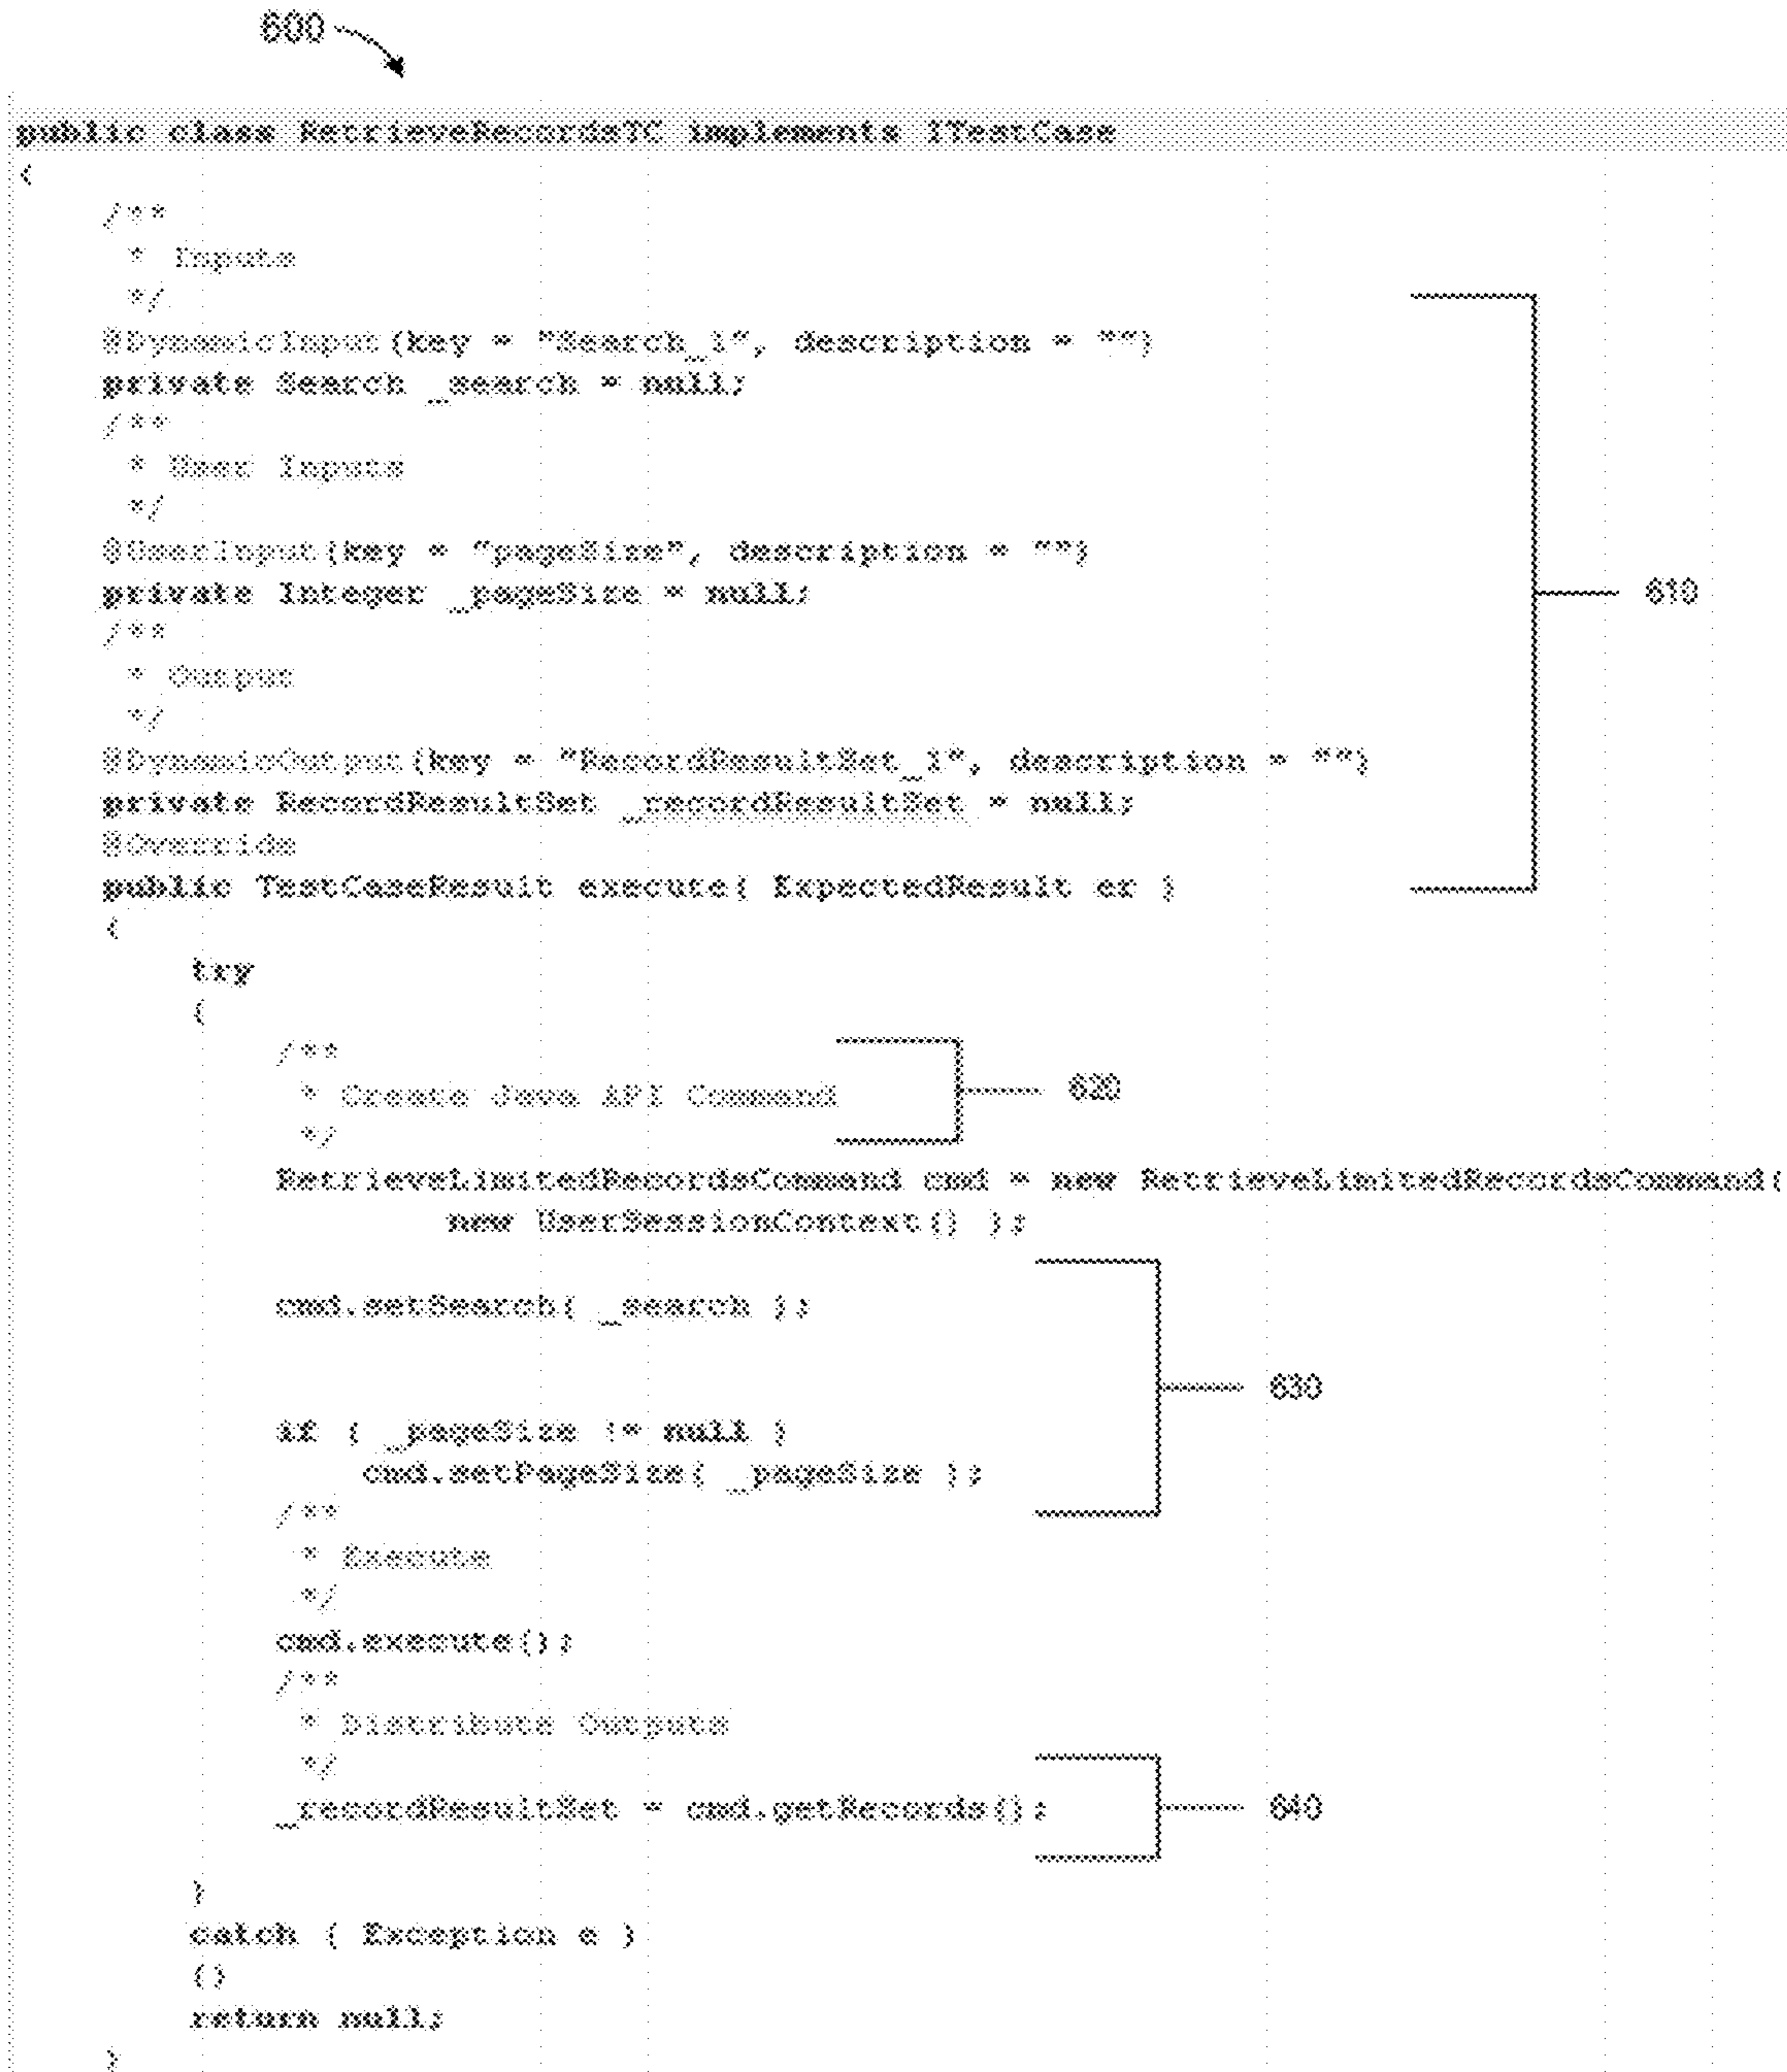 600
public class RetrieveRecordsTC implements ITestCase
{
/**
* Inputs
*/
@DynamicInput(key = "Search_1", description = "")
private Search _search = null;
/**
* User Inputs
*/
@UserInput(key = "pageSize", description = "")
private Integer _pageSize = null;
610
/**
* Output
*/
@DynamicOutput(key = "RecordResultSet_1", description = "")
private RecordResultSet _recordResultSet = null;
@Override
public TestCaseResult execute( ExpectedResult er )
{
try
{
/**
* Create Java API Command
620
*/
RetrieveLimitedRecordsCommand cmd = new RetrieveLimitedRecordsCommand(
new UserSessionContext() );
cmd.setSearch( _search );
630
if ( _pageSize != null )
cmd.setPageSize( _pageSize );
/**
* Execute
*/
cmd.execute();
/**
* Distribute Outputs
*/
_recordResultSet = cmd.getRecords();
640
}
catch ( Exception e )
{}
return null;
}